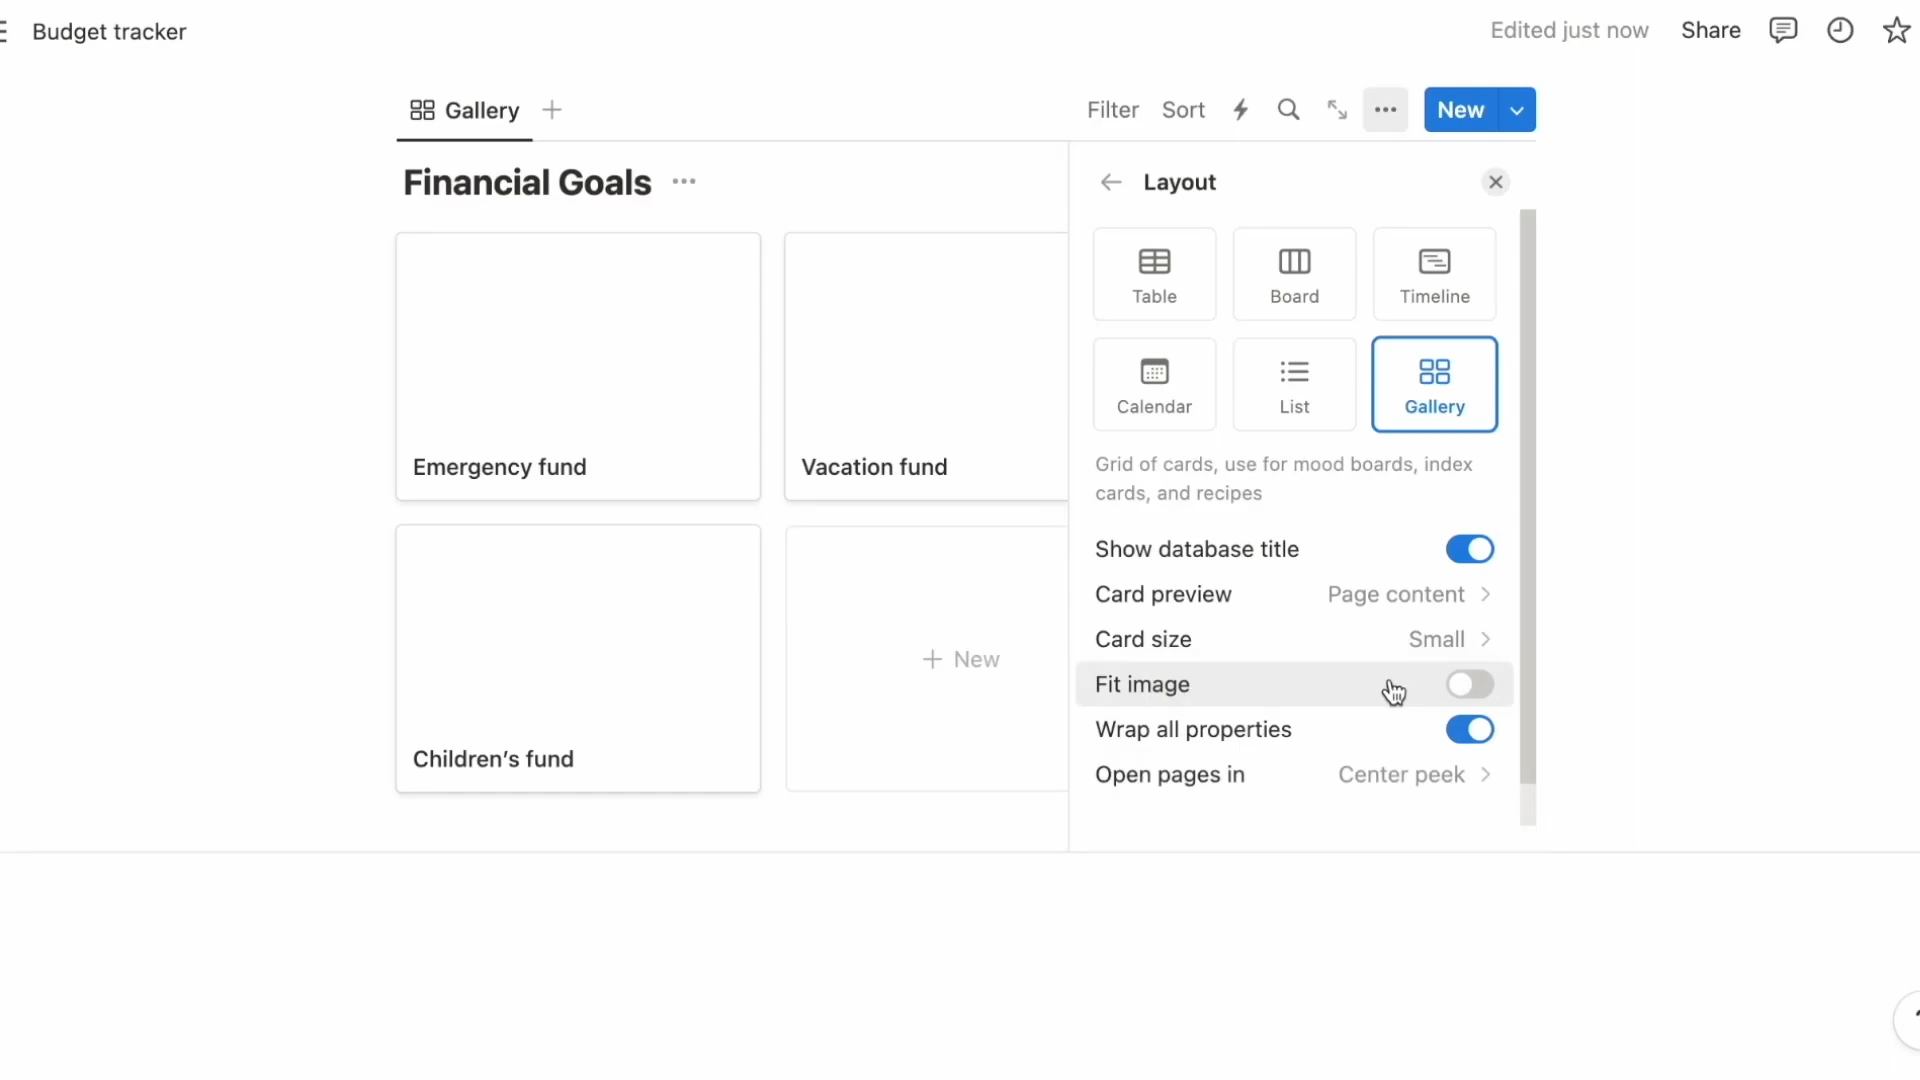 Budget tracker
Edited just now
Share
Gallery
Filter
Sort
New
Financial Goals
Layout
Table
Board
Timeline
Calendar
List
Gallery
Grid of cards, use for mood boards, index
cards, and recipes
Emergency fund
Vacation fund
Show database title
Card preview Page content
Card size Small
Fit image
Wrap all properties
Open pages in Center peek
+ New
Children’s fund